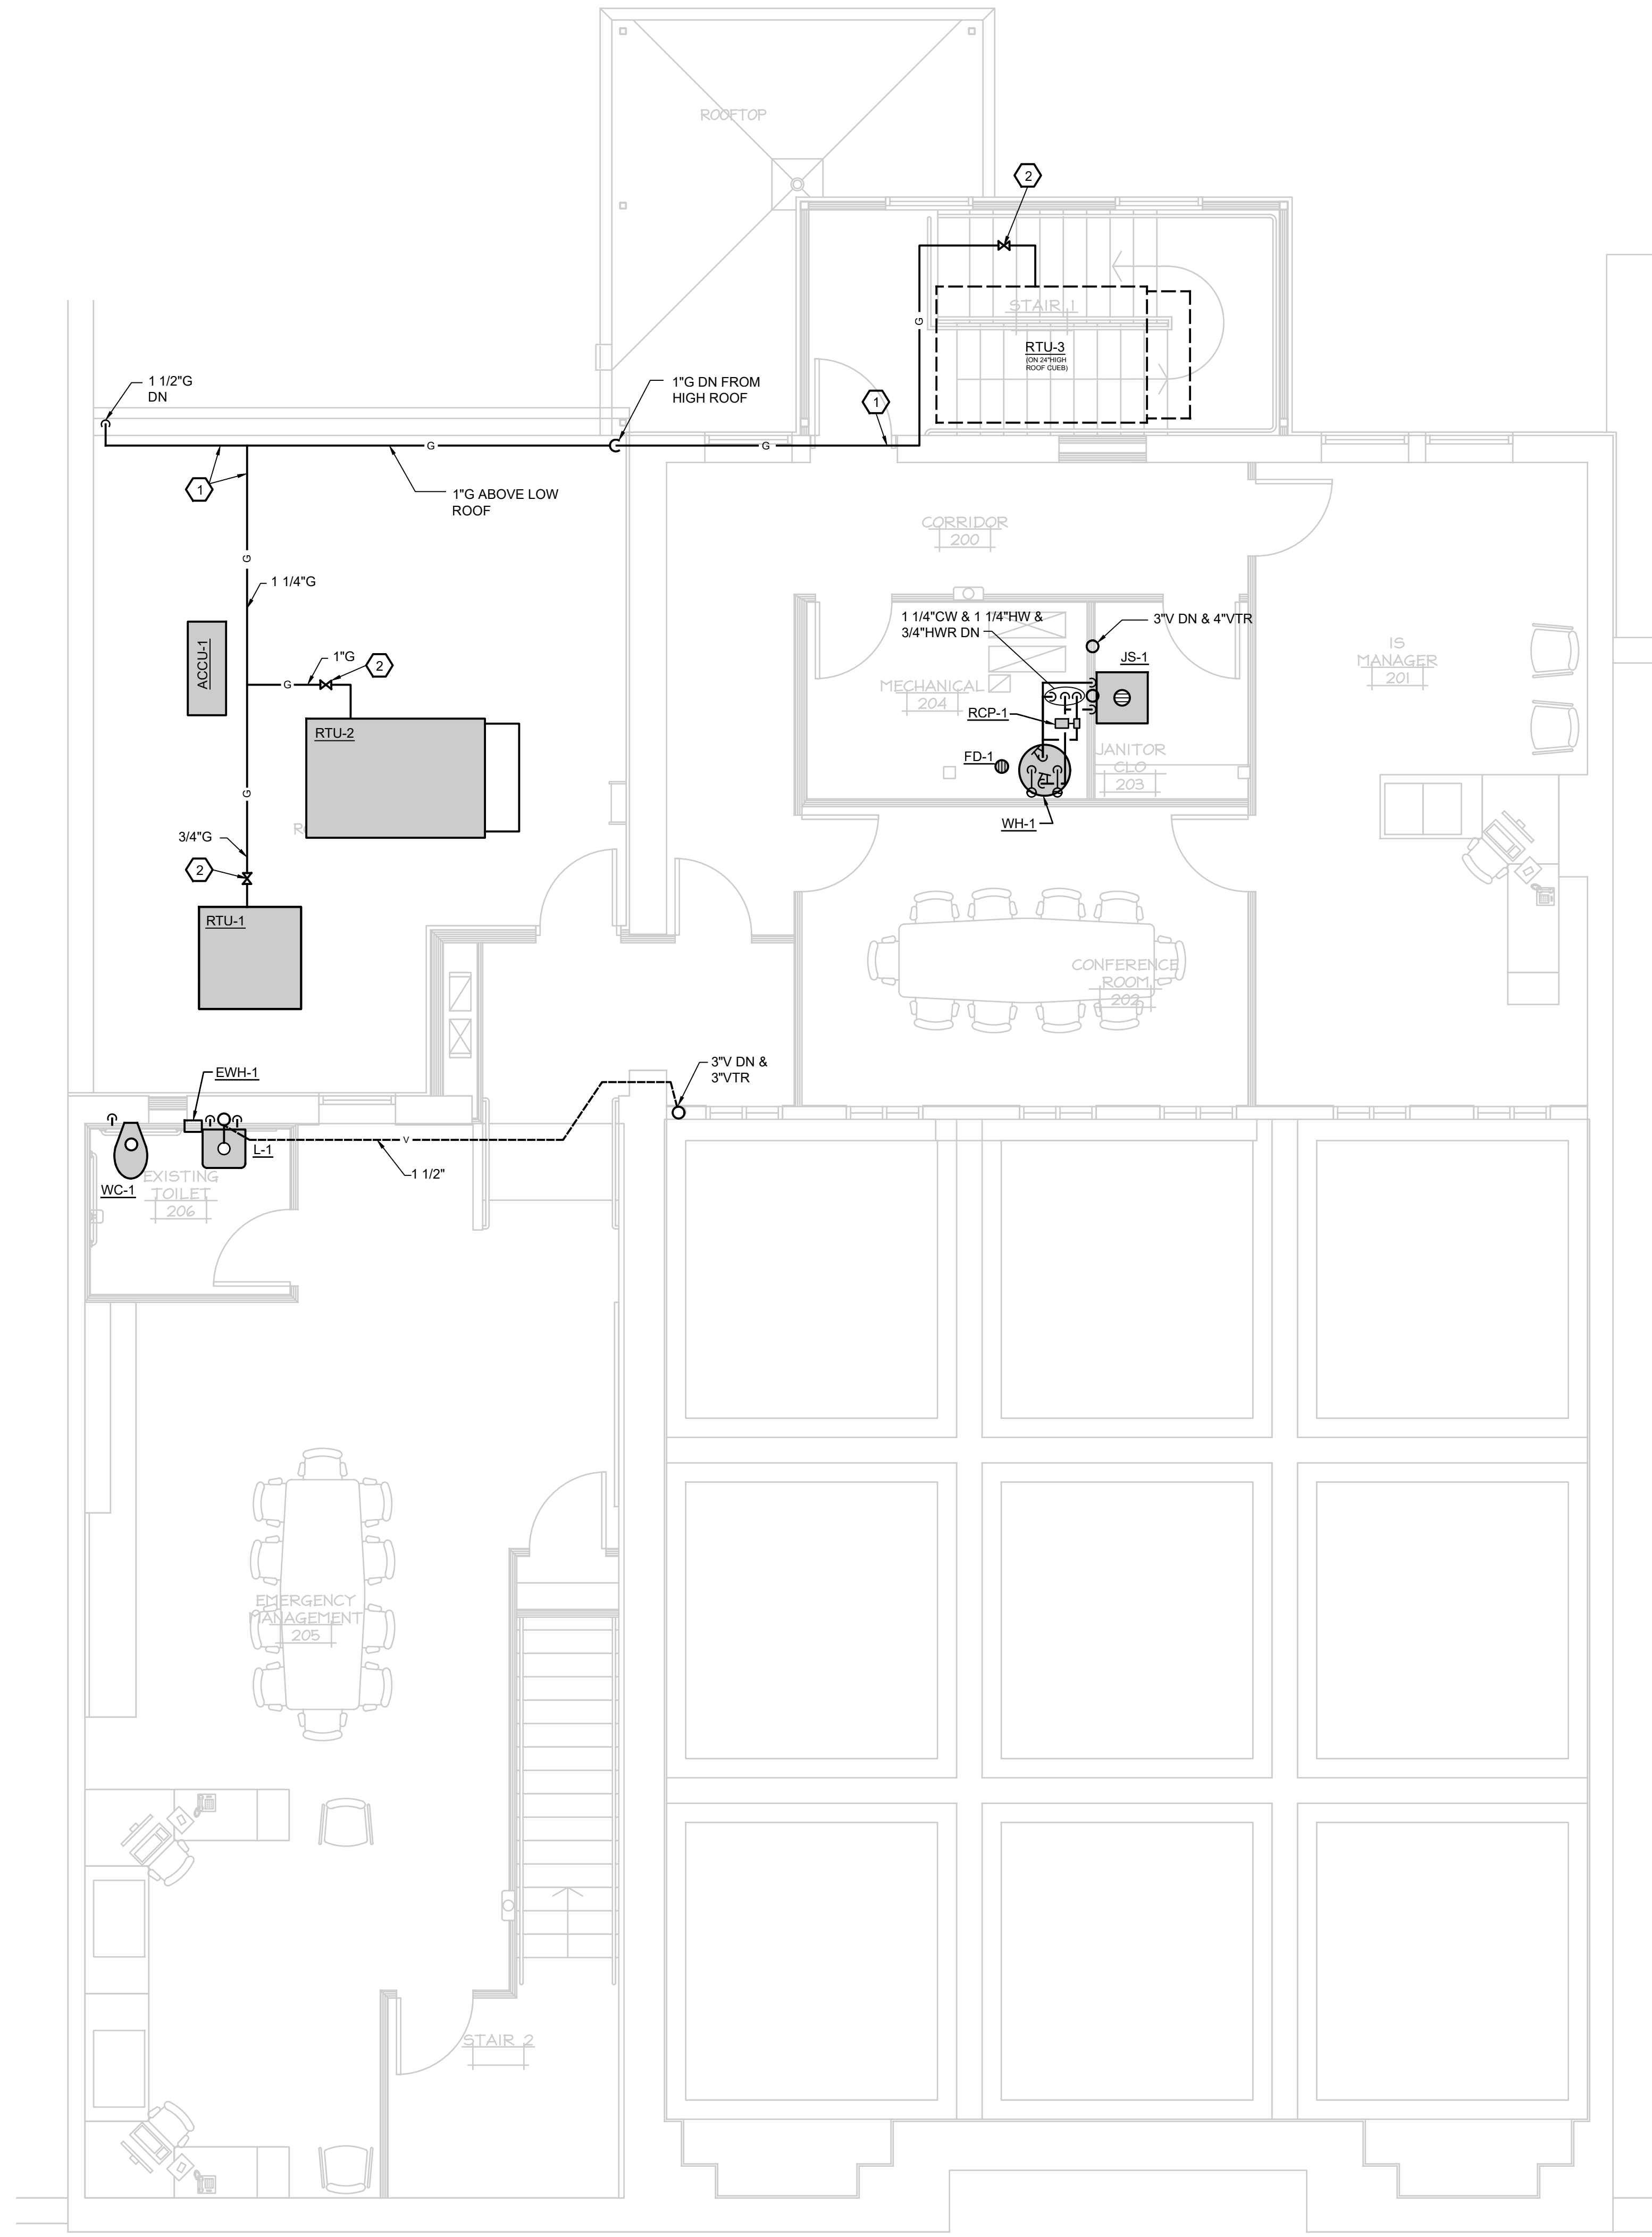 ROOFTOP
2
STAIR 1
G
RTU-3
(ON 24"HIGH
ROOF CUEB)
1 1/2"G
DN
1"G DN FROM
HIGH ROOF
1
G
G
1
1"G ABOVE LOW
ROOF
CORRIDOR
200
G
1 1/4"G
ACCU-1
1 1/4"CW & 1 1/4"HW &
3/4"HWR DN
3"V DN & 4"VTR
IS
MANAGER
201
1"G
2
G
JS-1
MECHANICAL
204
RCP-1
RTU-2
JANITOR
CLO
203
FD-1
G
WH-1
3/4"G
2
RTU-1
CONFERENCE
ROOM
202
EWH-1
3"V DN &
3"VTR
V
L-1
1 1/2"
WC-1
EXISTING
TOILET
206
EMERGENCY
MANAGEMENT
205
STAIR 2